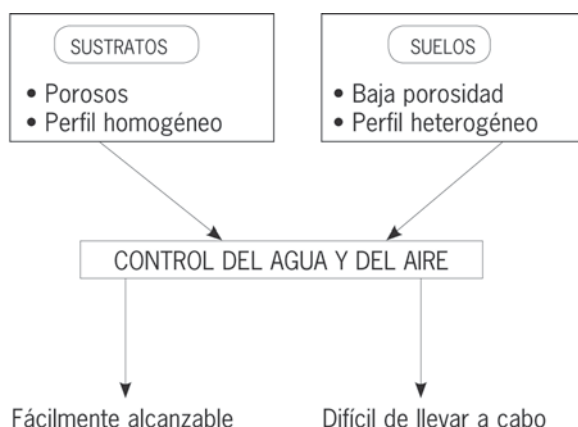 SUSTRATOS
• Porosos
• Perfil homogéneo
SUELOS
• Baja porosidad
• Perfil heterogéneo
CONTROL DEL AGUA Y DEL AIRE
Fácilmente alcanzable
Difícil de llevar a cabo